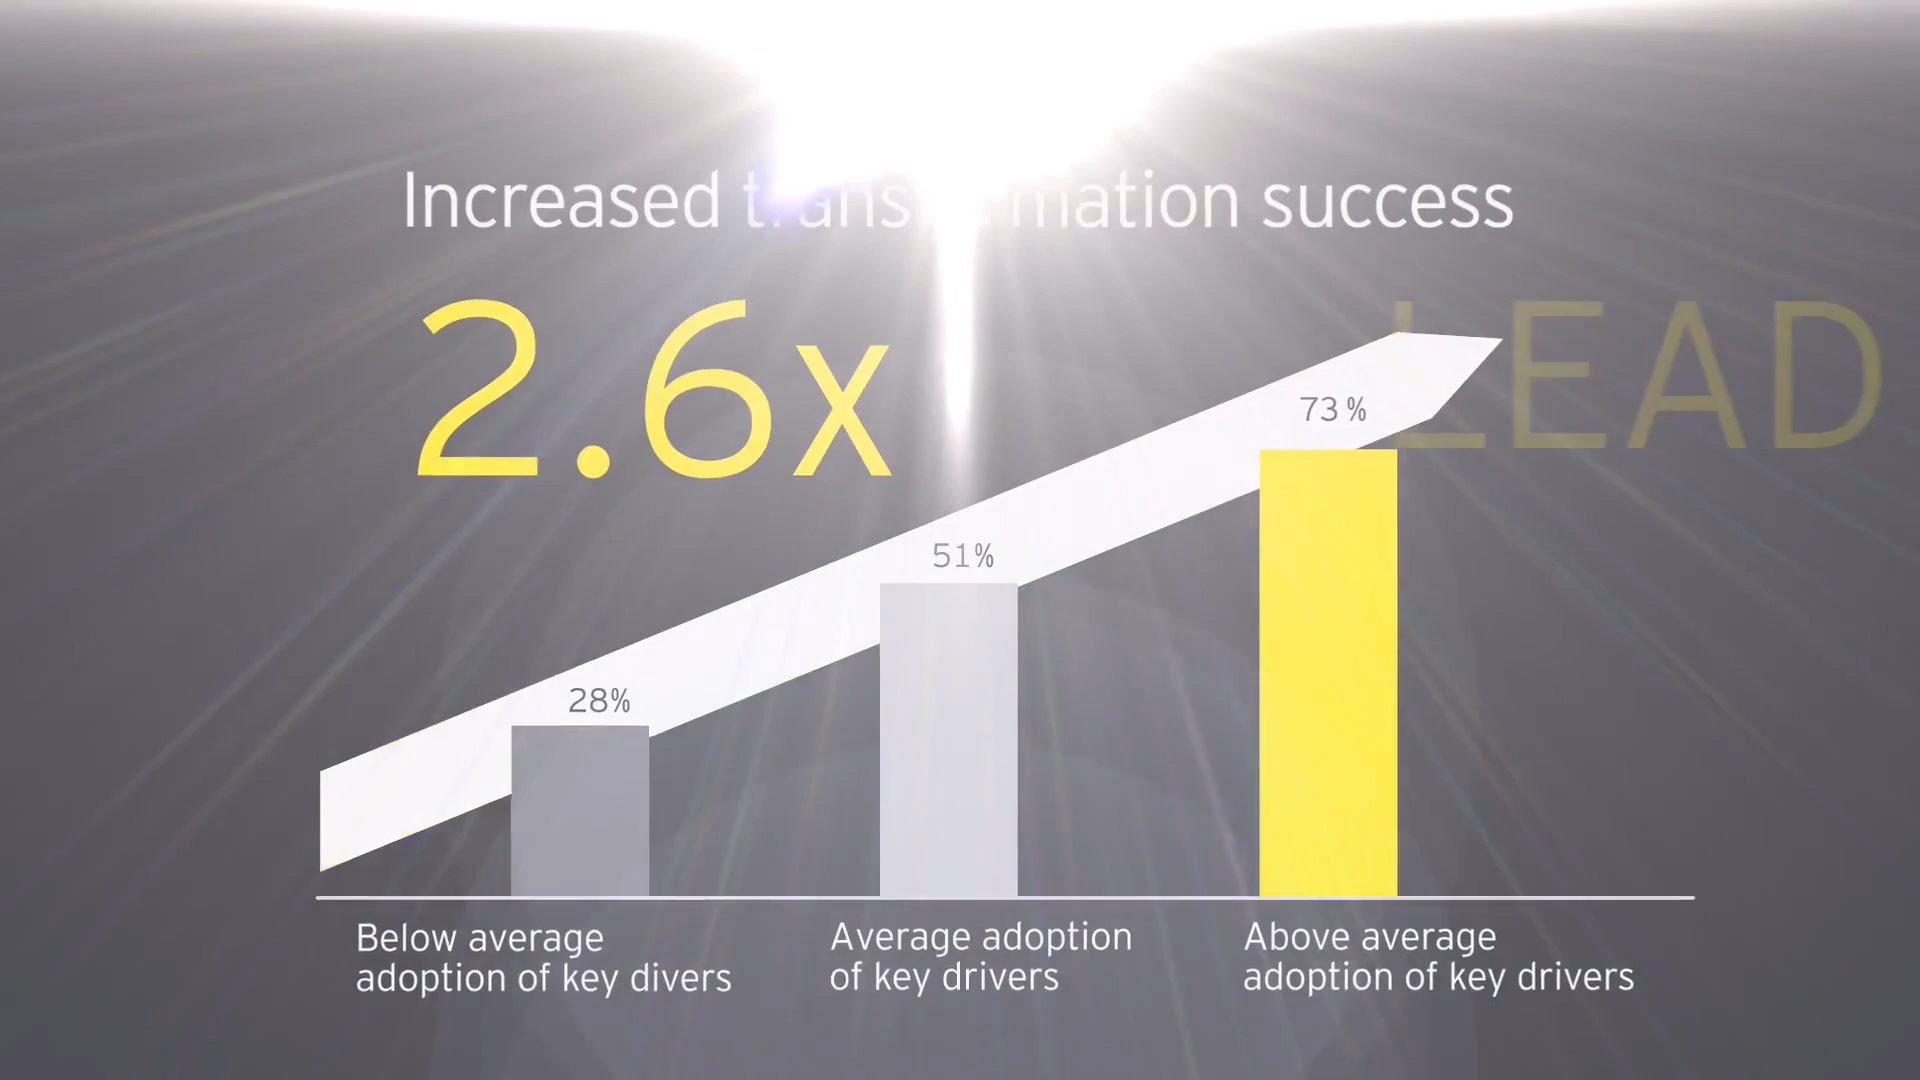 Increased mation success
2.6x
LEAD
73 %
51%
28%
Below average
adoption of key divers
Average adoption
of key drivers
Above average
adoption of key drivers